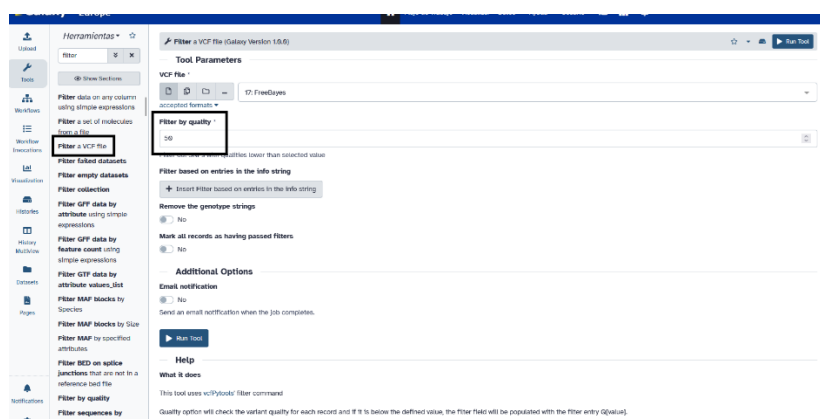 Europe
Upload
Tools
Workflows
Workflow
Invocations
Visualization
Histories
History
Multiview
Datasets
Pages
Notifications
Herramientas
filter
Show Sections
Filter data on any column
using simple expressions
Filter a set of molecules
from a file
Filter a VCF file
Filter failed datasets
Filter empty datasets
Filter collection
Filter GFF data by
attribute using simple
expressions
Filter GFF data by
feature count using
simple expressions
Filter GTF data by
attribute values_list
Filter MAF blocks by
Species
Filter MAF blocks by Size
Filter MAF by specified
attributes
Filter BED on splice
junctions that are not in a
reference bed file
Filter by quality
Filter sequences by
Filter a VCF file (Galaxy Version 1.0.0)
Run Tool
Tool Parameters
VCF file *
17: FreeBayes
accepted formats
Filter by quality *
50
qualities lower than selected value
Filter based on entries in the info string
+ Insert Filter based on entries in the info string
Remove the genotype strings
No
Mark all records as having passed filters
No
Additional Options
Email notification
No
Send an email notification when the job completes.
Run Tool
Help
What it does
This tool uses vcfPytools' filter command
Quality option will check the variant quality for each record and if it is below the defined value, the filter field will be populated with the filter entry Q[value].